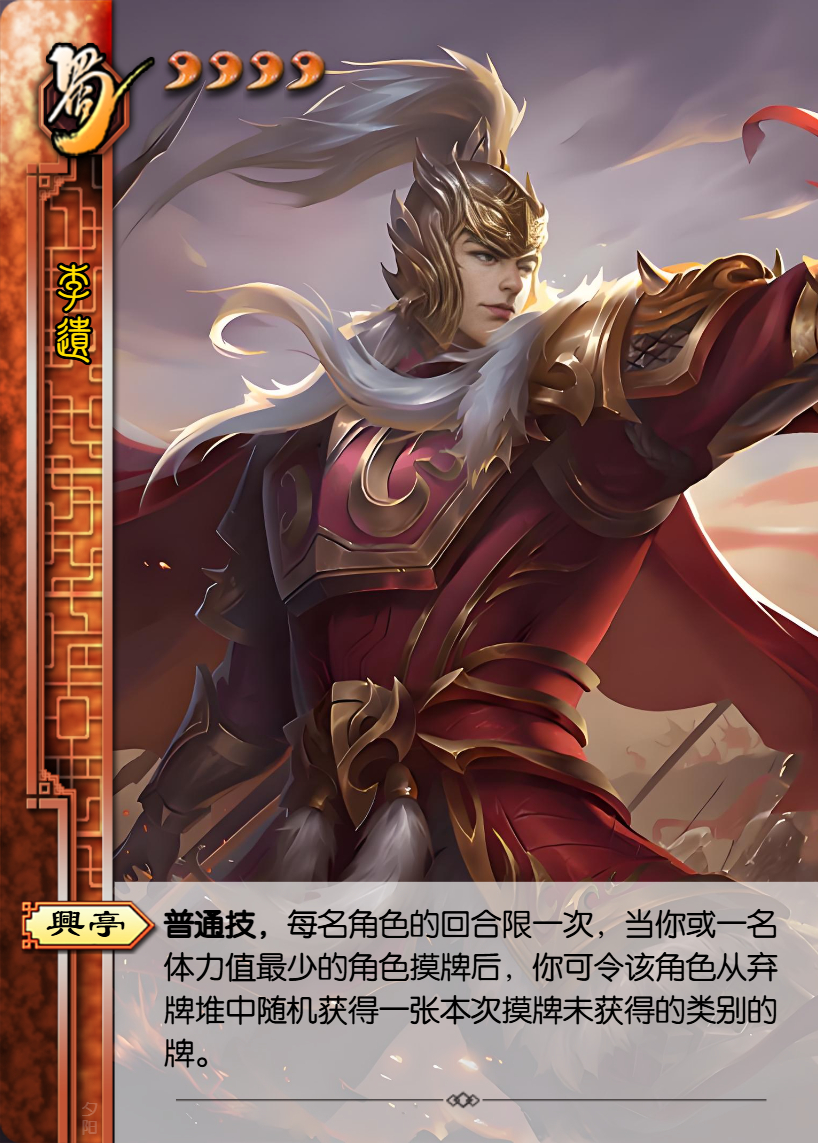 蜀
李遺
興亭
普通技，每名角色的回合限一次，当你或一名
体力值最少的角色摸牌后，你可令该角色从弃
牌堆中随机获得一张本次摸牌未获得的类别的
牌。
夕阳